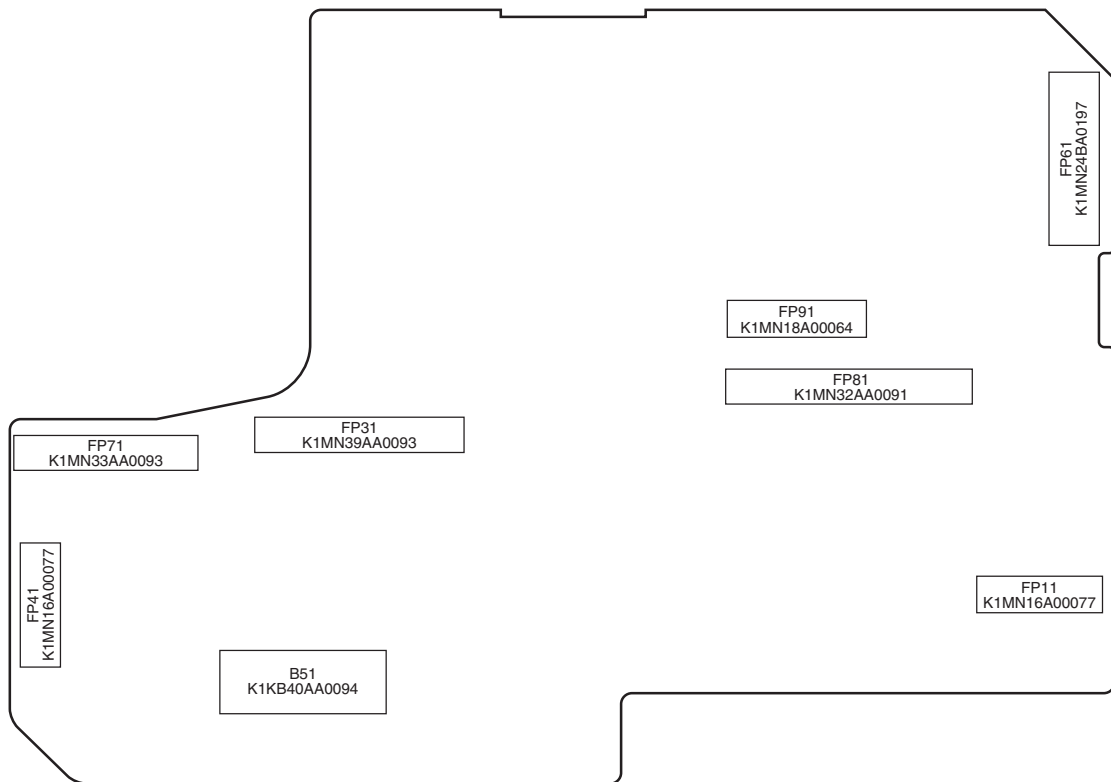 FP61
K1MN24BA0197
FP91
K1MN18A00064
FP81
K1MN32AA0091
FP31
K1MN39AA0093
FP71
K1MN33AA0093
FP41
K1MN16A00077
FP11
K1MN16A00077
B51
K1KB40AA0094